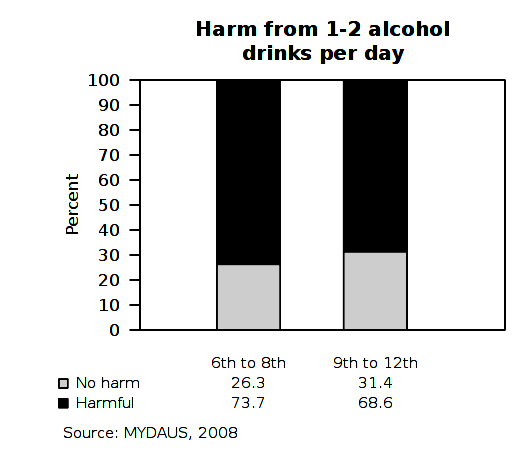 Harm from 1-2 alcohol
drinks per day
Percent
100
90
80
70
60
50
40
30
20
10
0
6th to 8th 9th to 12th
No harm 26.3 31.4
Harmful 73.7 68.6
Source: MYDAUS, 2008